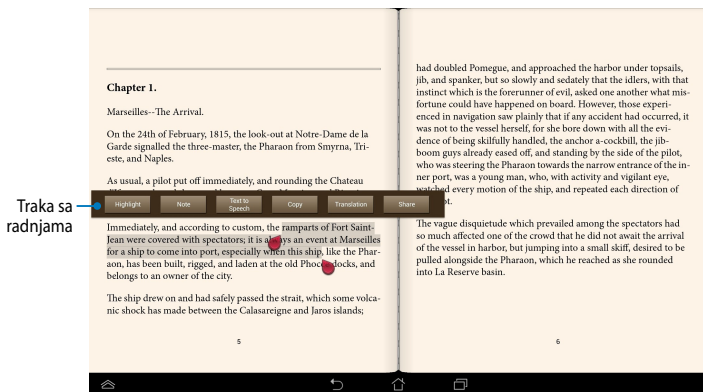 Traka sa
radnjama
Chapter 1.
Marseilles--The Arrival.
On the 24th of February, 1815, the look-out at Notre-Dame de la
Garde signalled the three-master, the Pharaon from Smyrna, Tri-
este, and Naples.
As usual, a pilot put off immediately, and rounding the Chateau
Highlight
Note
Text to
Speech
Copy
Translation
Share
Immediately, and according to custom, the ramparts of Fort Saint-
Jean were covered with spectators; it is always an event at Marseilles
for a ship to come into port, especially when this ship, like the Phar-
aon, has been built, rigged, and laden at the old Phocee docks, and
belongs to an owner of the city.
The ship drew on and had safely passed the strait, which some volca-
nic shock has made between the Calasareigne and Jaros islands;
5
had doubled Pomegue, and approached the harbor under topsails,
jib, and spanker, but so slowly and sedately that the idlers, with that
instinct which is the forerunner of evil, asked one another what mis-
fortune could have happened on board. However, those experi-
enced in navigation saw plainly that if any accident had occurred, it
was not to the vessel herself, for she bore down with all the evi-
dence of being skilfully handled, the anchor a-cockbill, the jib-
boom guys already eased off, and standing by the side of the pilot,
who was steering the Pharaon towards the narrow entrance of the in-
ner port, was a young man, who, with activity and vigilant eye,
watched every motion of the ship, and repeated each direction of
The vague disquietude which prevailed among the spectators had
so much affected one of the crowd that he did not await the arrival
of the vessel in harbor, but jumping into a small skiff, desired to be
pulled alongside the Pharaon, which he reached as she rounded
into La Reserve basin.
6